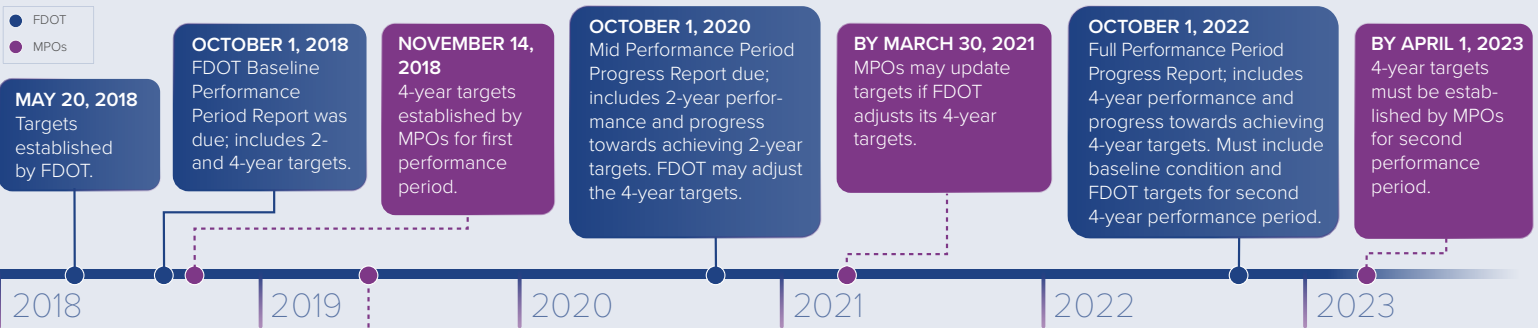 FDOT
MPOs
MAY 20, 2018
Targets
established
by FDOT.
OCTOBER 1, 2018
FDOT Baseline
Performance
Period Report was
due; includes 2-
and 4-year targets.
NOVEMBER 14,
2018
4-year targets
established by
MPOs for first
performance
period.
OCTOBER 1, 2020
Mid Performance Period
Progress Report due;
includes 2-year perfor-
mance and progress
towards achieving 2-year
targets. FDOT may adjust
the 4-year targets.
BY MARCH 30, 2021
MPOs may update
targets if FDOT
adjusts its 4-year
targets.
OCTOBER 1, 2022
Full Performance Period
Progress Report; includes
4-year performance and
progress towards achieving
4-year targets. Must include
baseline condition and
FDOT targets for second
4-year performance period.
BY APRIL 1, 2023
4-year targets
must be estab-
lished by MPOs
for second
performance
period.
2018
2019
2020
2021
2022
2023